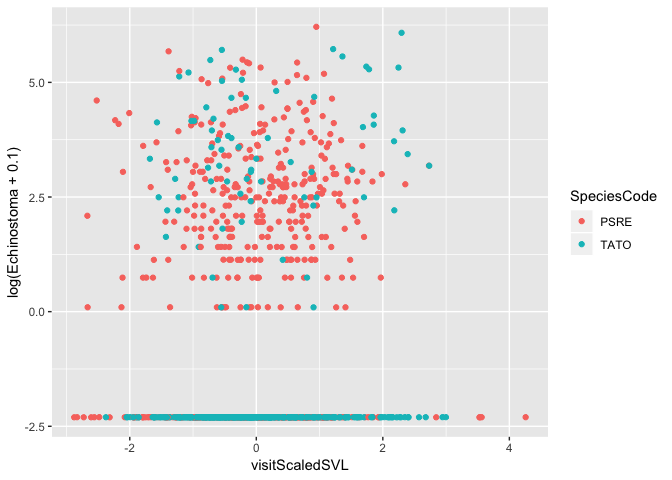 5.0
2.5
0.0
-2.5
log(Echinostoma + 0.1)
-2
0
2
4
visitScaledSVL
SpeciesCode
PSRE
TATO